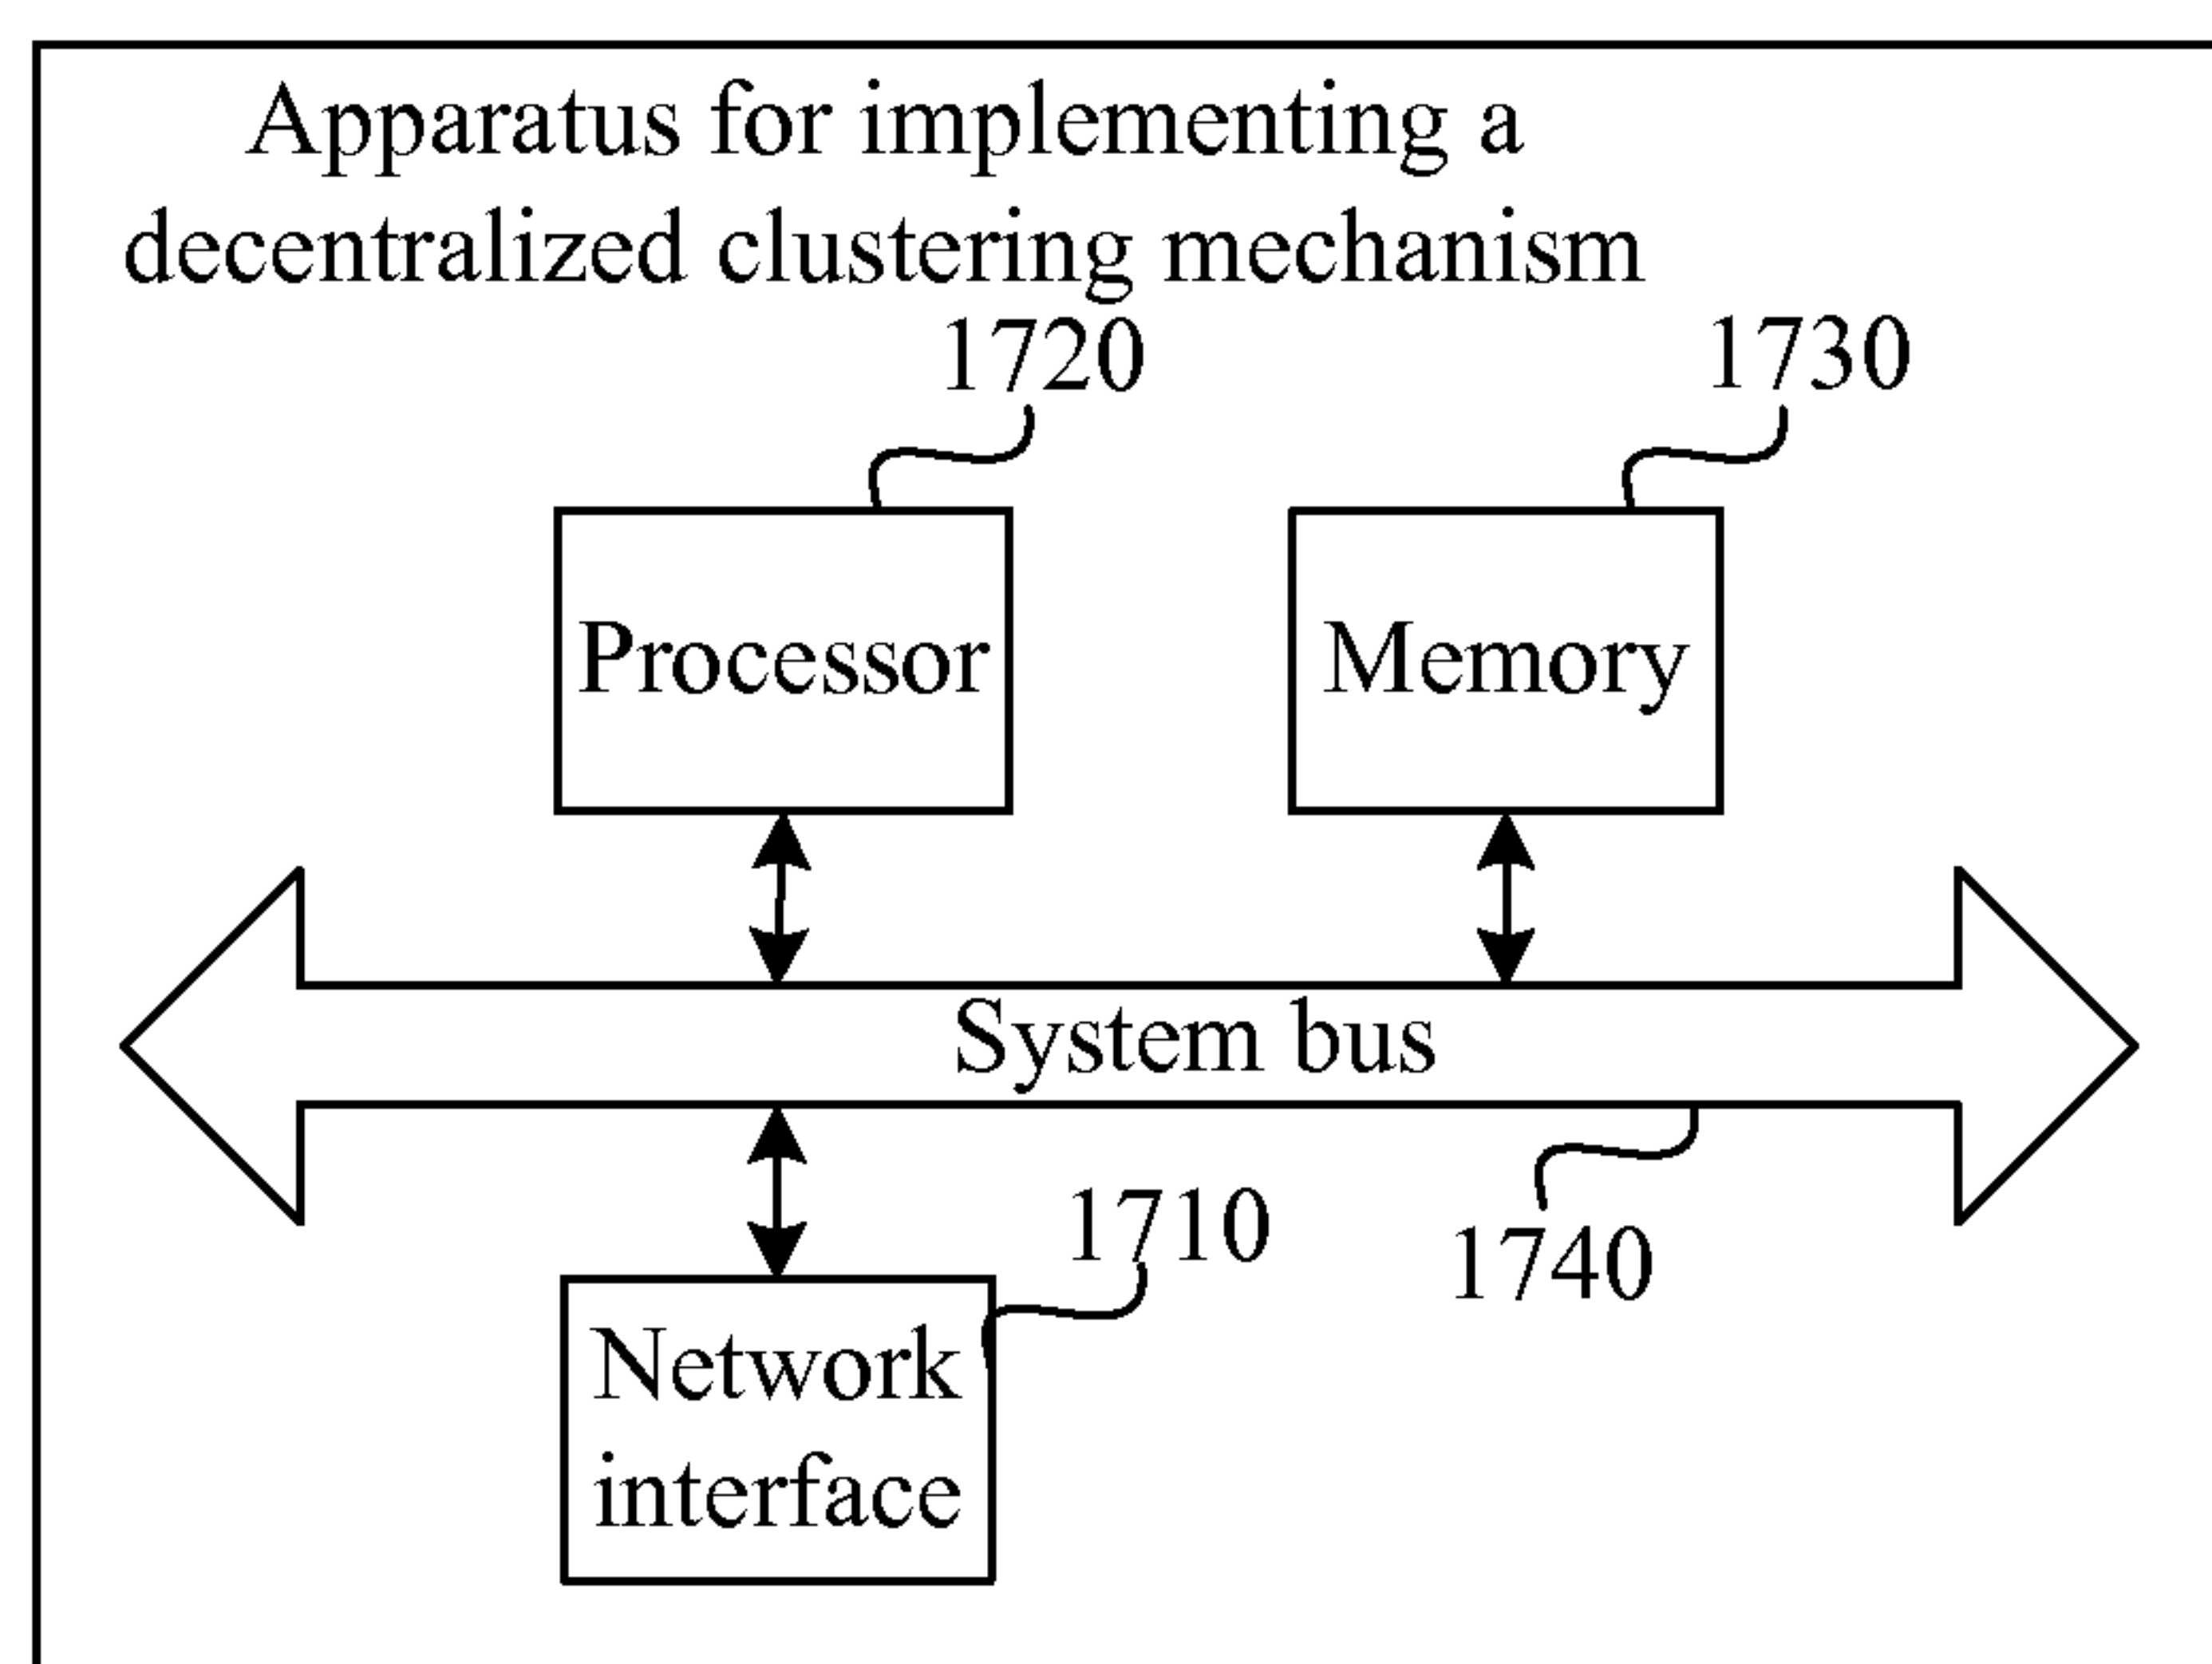 Apparatus for implementing a
decentralized clustering mechanism
1720
1730
Processor
Memory
System bus
1710
1740
Network
interface